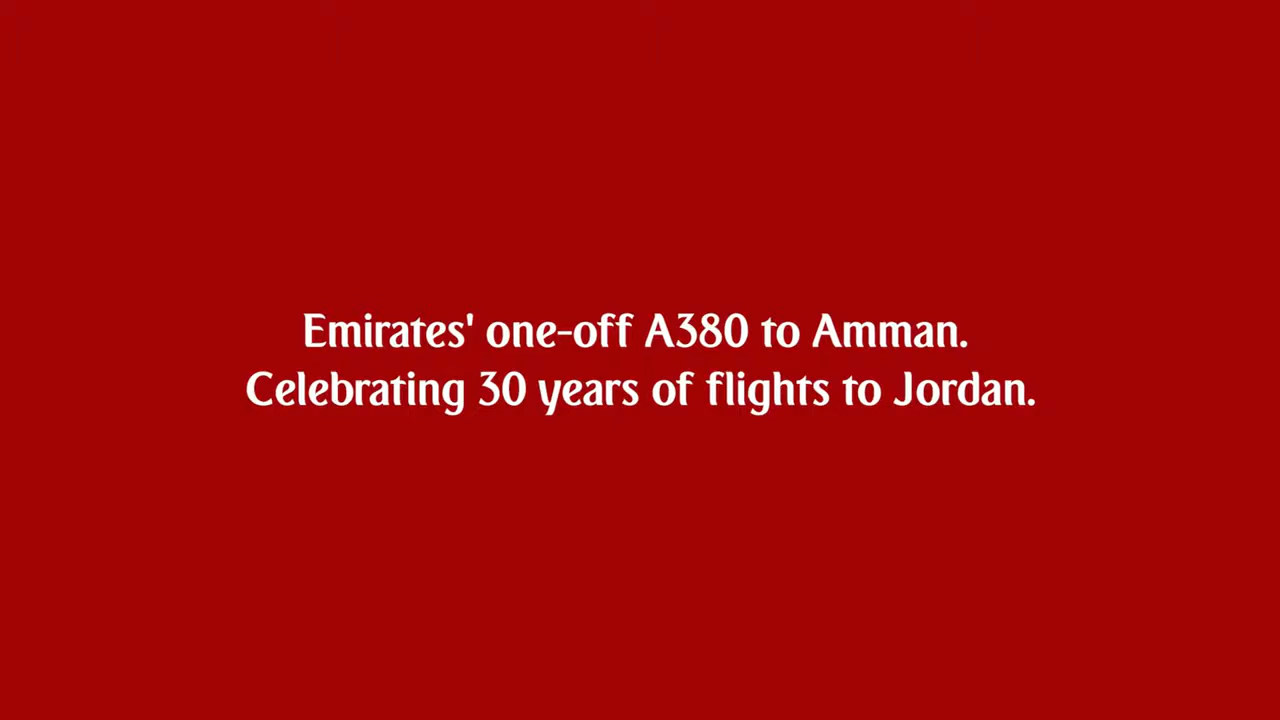 Emirates' one-off A380 to Amman.
Celebrating 30 years of flights to Jordan.